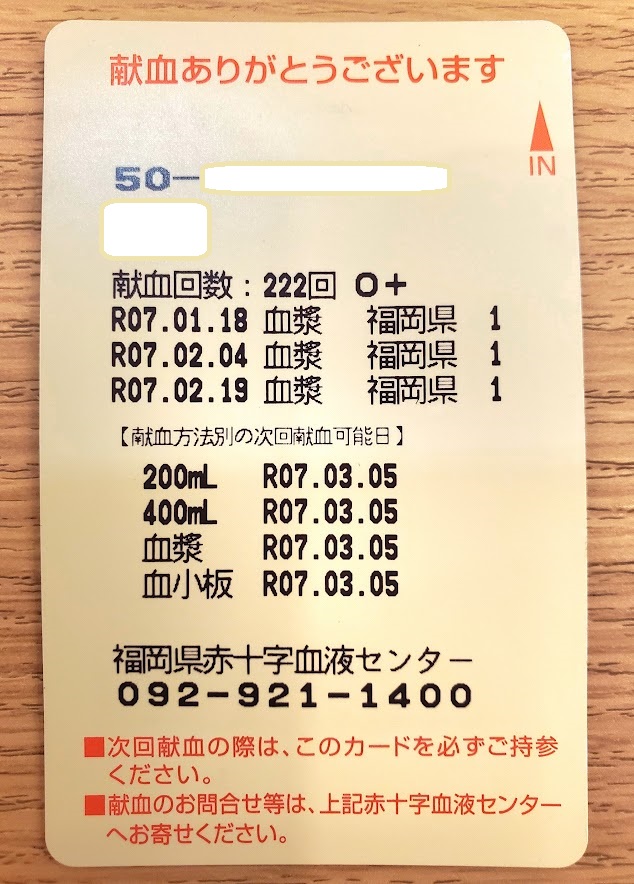 献血ありがとうございます
IN
50-
献血回数:222回 O+
R07.01.18 血漿 福岡県 1
R07.02.04 血漿 福岡県 1
R07.02.19 血漿 福岡県 1
【献血方法別の次回献血可能日】
200mL R07.03.05
400mL R07.03.05
血漿 R07.03.05
血小板 R07.03.05
福岡県赤十字血液センター
092-921-1400
■次回献血の際は、このカードを必ずご持参
ください。
■献血のお問合せ等は、上記赤十字血液センター
へお寄せください。